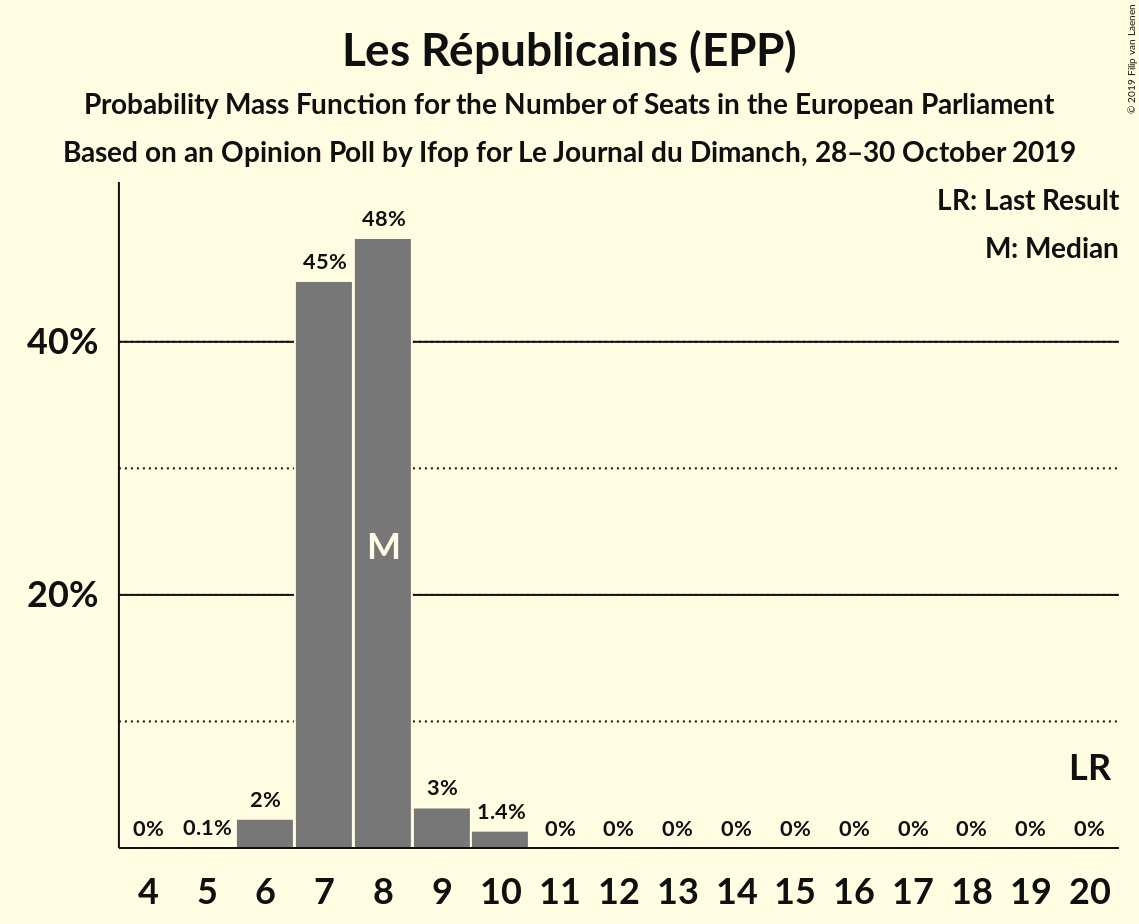 Les Républicains (EPP)
Probability Mass Function for the Number of Seats in the European Parliament
Based on an Opinion Poll by Ifop for Le Journal du Dimanch, 28–30 October 2019
© 2019 Filip van Laenen
LR: Last Result
M: Median
48%
45%
40%
M
20%
LR
0% 0.1% 2% 3% 1.4% 0% 0% 0% 0% 0% 0% 0% 0% 0% 0%
4 5 6 7 8 9 10 11 12 13 14 15 16 17 18 19 20